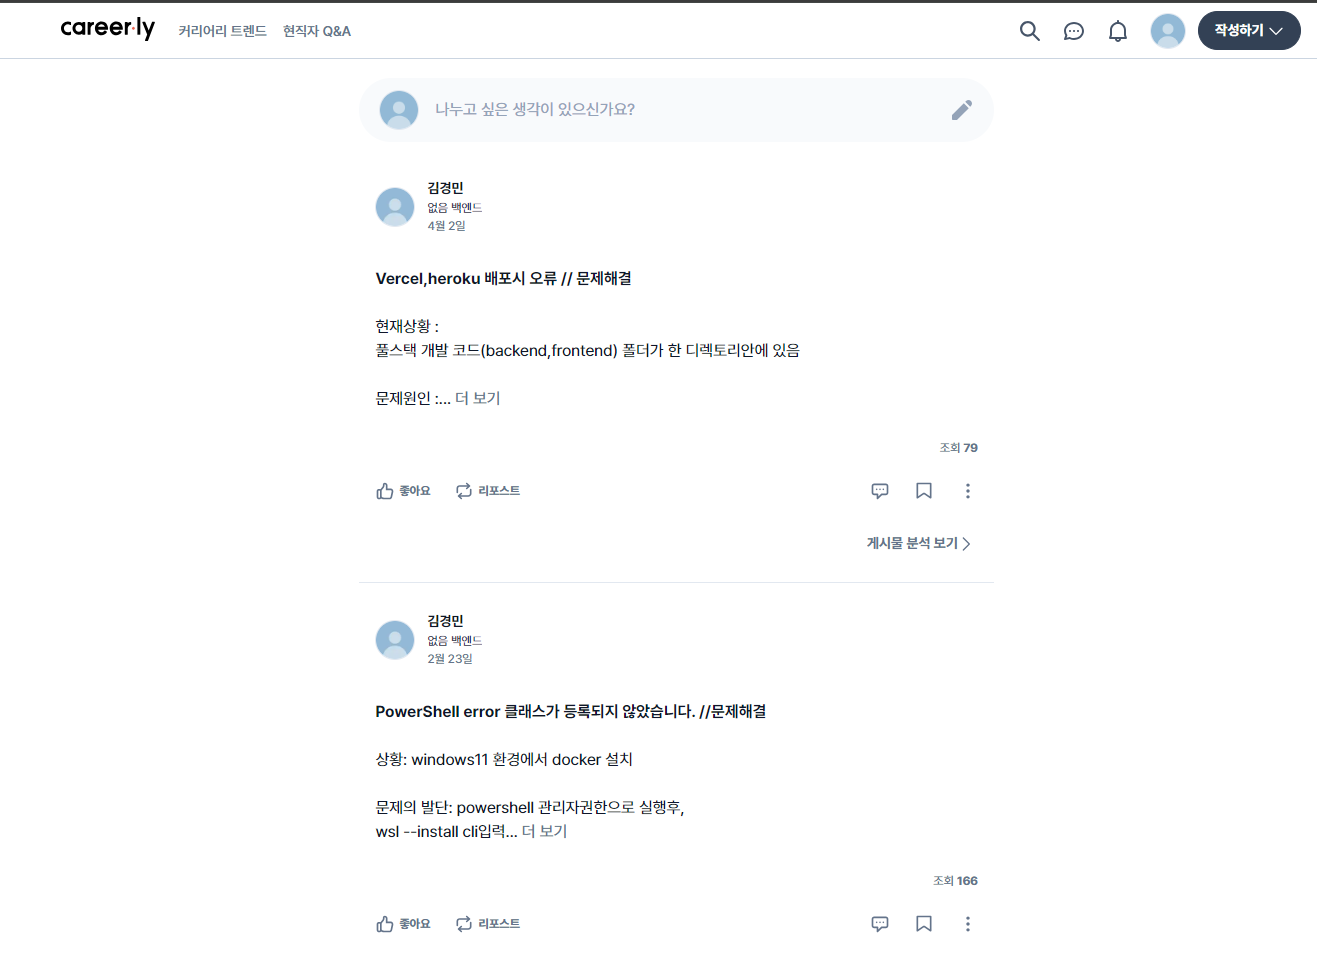 career·ly 커리어리 트렌드 현직자 Q&A 작성하기
나누고 싶은 생각이 있으신가요?
김경민
없음 백엔드
4월 2일
Vercel,heroku 배포시 오류 // 문제해결
현재상황 :
풀스택 개발 코드(backend,frontend) 폴더가 한 디렉토리안에 있음
문제원인 :... 더 보기
조회 79
좋아요 리포스트
게시물 분석 보기
김경민
없음 백엔드
2월 23일
PowerShell error 클래스가 등록되지 않았습니다. //문제해결
상황: windows11 환경에서 docker 설치
문제의 발단: powershell 관리자권한으로 실행후,
wsl --install cli입력... 더 보기
조회 166
좋아요 리포스트